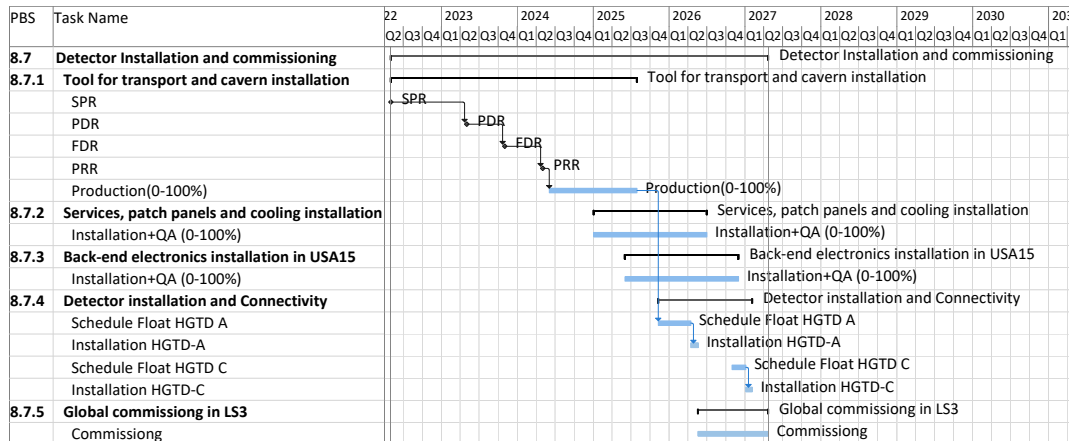 PBS Task Name 22 2023 2024 2025 2026 2027 2028 2029 2030 203
Q2 Q3 Q4 Q1 Q2 Q3 Q4 Q1 Q2 Q3 Q4 Q1 Q2 Q3 Q4 Q1 Q2 Q3 Q4 Q1 Q2 Q3 Q4 Q1 Q2 Q3 Q4 Q1 Q2 Q3 Q4 Q1 Q2 Q3 Q4 Q1
8.7 Detector Installation and commissioning Detector Installation and commissioning
8.7.1 Tool for transport and cavern installation Tool for transport and cavern installation
SPR SPR
PDR PDR
FDR FDR
PRR PRR
Production(0-100%) Production(0-100%)
8.7.2 Services, patch panels and cooling installation Services, patch panels and cooling installation
Installation+QA (0-100%) Installation+QA (0-100%)
8.7.3 Back-end electronics installation in USA15 Back-end electronics installation in USA15
Installation+QA (0-100%) Installation+QA (0-100%)
8.7.4 Detector installation and Connectivity Detector installation and Connectivity
Schedule Float HGTD A Schedule Float HGTD A
Installation HGTD-A Installation HGTD-A
Schedule Float HGTD C Schedule Float HGTD C
Installation HGTD-C Installation HGTD-C
8.7.5 Global commissiong in LS3 Global commissiong in LS3
Commissiong Commissiong